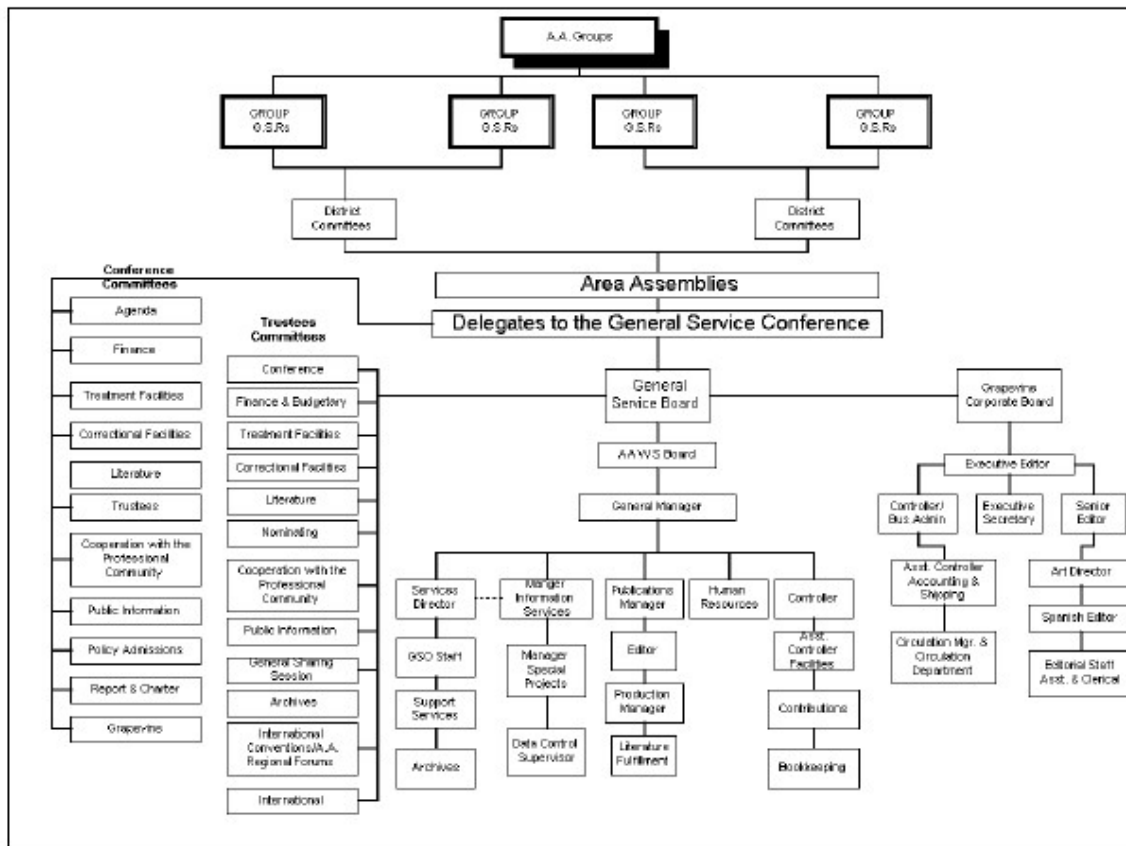 A.A. Groups
GROUP
G.S.Rs
GROUP
G.S.Rs
GROUP
G.S.Rs
GROUP
G.S.Rs
District
Committees
District
Committees
Area Assemblies
Delegates to the General Service Conference
Conference
Committees
Agenda
Finance
Treatment Facilities
Correctional Facilities
Literature
Trustees
Cooperation with the
Professional
Community
Public Information
Policy Admissions
Report & Charter
Grapevine
Trustees
Committees
Conference
Finance & Budgetary
Treatment Facilities
Correctional Facilities
Literature
Nominating
Cooperation with the
Professional
Community
Public Information
General Sharing
Session
Archives
International
Conventions/A.A.
Regional Forums
International
General
Service Board
AAWS Board
General Manager
Services
Director
GSO Staff
Support
Services
Archives
Manger
Information
Services
Manager
Special
Projects
Data Control
Supervisor
Publications
Manager
Editor
Production
Manager
Literature
Fulfillment
Human
Resources
Controller
Asst.
Controller
Facilities
Contributions
Bookkeeping
Grapevine
Corporate Board
Executive Editor
Controller/
Bus Admin
Executive
Secretary
Senior
Editor
Asst. Controller
Accounting &
Shipping
Circulation Mgr. &
Circulation
Department
Art Director
Spanish Editor
Editorial Staff
Asst. & Clerical